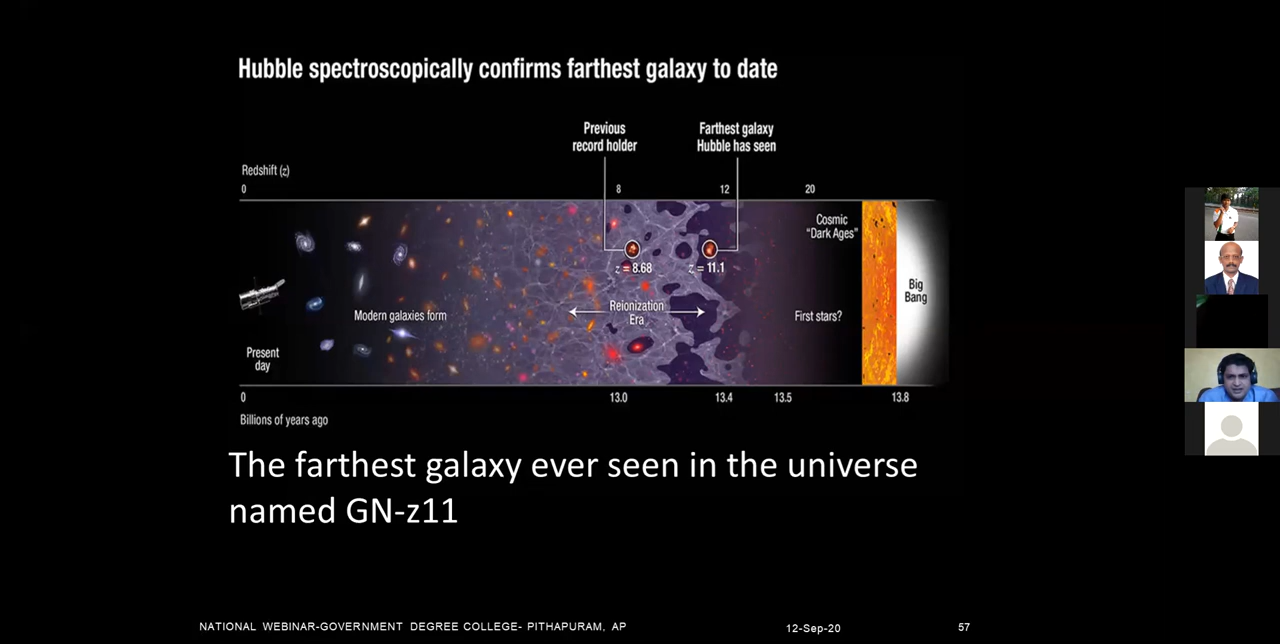 Hubble spectroscopically confirms farthest galaxy to date
Previous
record holder
Farthest galaxy
Hubble has seen
Redshift (z)
0
8
12
20
Cosmic
"Dark Ages"
z = 8.68
z = 11.1
Big
Bang
Reionization
Era
Modern galaxies form
First stars?
Present
day
0
13.0
13.4
13.5
13.8
Billions of years ago
The farthest galaxy ever seen in the universe
named GN-z11
NATIONAL WEBINAR-GOVERNMENT DEGREE COLLEGE- PITHAPURAM, AP
12-Sep-20
57